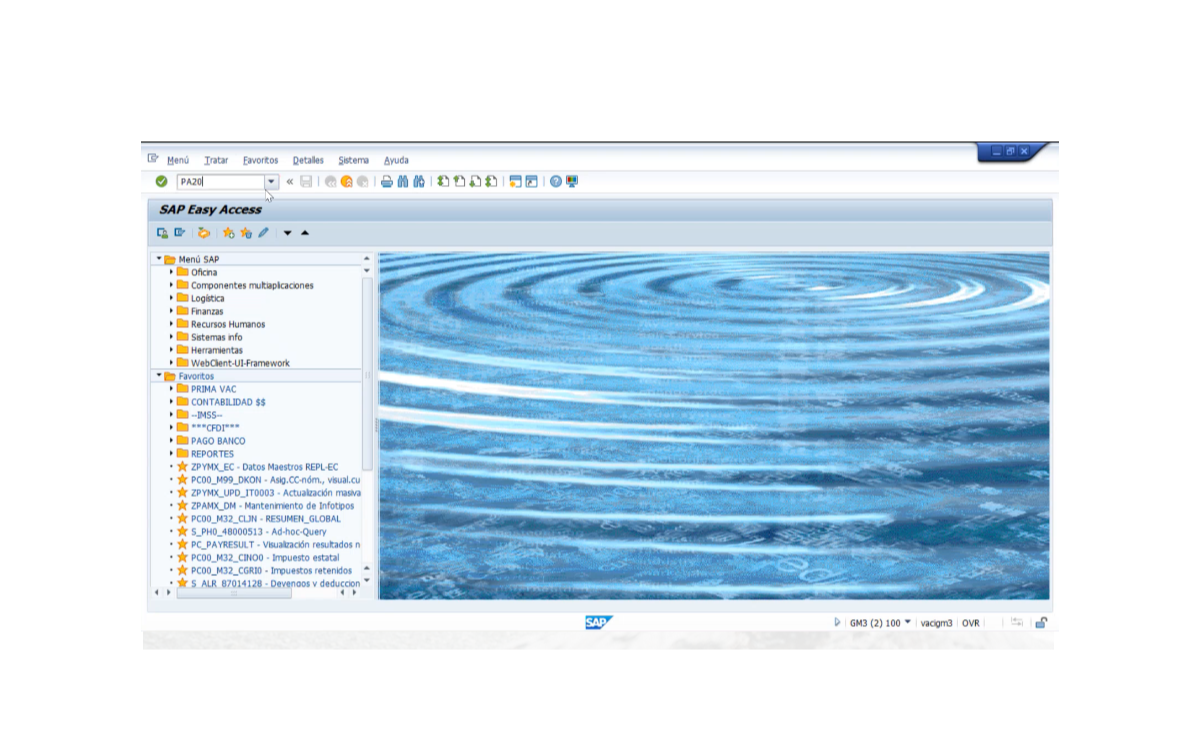 Menú Tratar Favoritos Detalles Sistema Ayuda
PA20
SAP Easy Access
Menú SAP
Oficina
Componentes multiaplicaciones
Logística
Finanzas
Recursos Humanos
Sistemas info
Herramientas
WebClient-UI-Framework
Favoritos
PRIMA VAC
CONTABILIDAD $$
--IMSS--
***CFDI***
PAGO BANCO
REPORTES
ZPYMX_EC - Datos Maestros REPL-EC
PC00_M99_DKON - Asig.CC-nóm., visual.cu
ZPYMX_UPD_IT0003 - Actualización masiva
ZPAMX_DM - Mantenimiento de Infotipos
PC00_M32_CLJN - RESUMEN_GLOBAL
S_PH0_48000513 - Ad-hoc-Query
PC_PAYRESULT - Visualización resultados n
PC00_M32_CINO0 - Impuesto estatal
PC00_M32_CGRI0 - Impuestos retenidos
S_ALR_87014128 - Devengos y deduccion
SAP
GM3 (2) 100 vacigm3 OVR